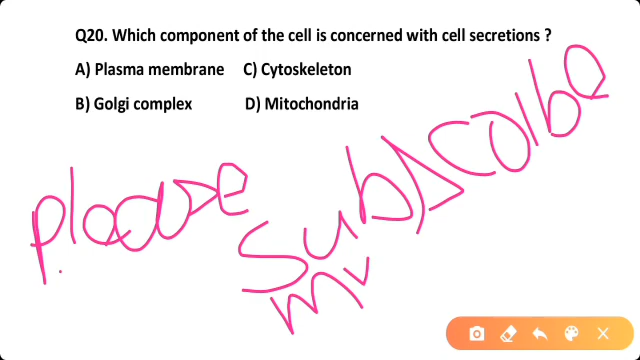 Q20. Which component of the cell is concerned with cell secretions ?
A) Plasma membrane C) Cytoskeleton
B) Golgi complex D) Mitochondria
please
Subscribe
my